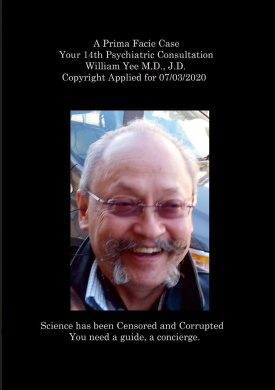 A Prima Facie Case
Your 14th Psychiatric Consultation
William Yee M.D., J.D.
Copyright Applied for 07/03/2020
Science has been Censored and Corrupted
You need a guide, a concierge.